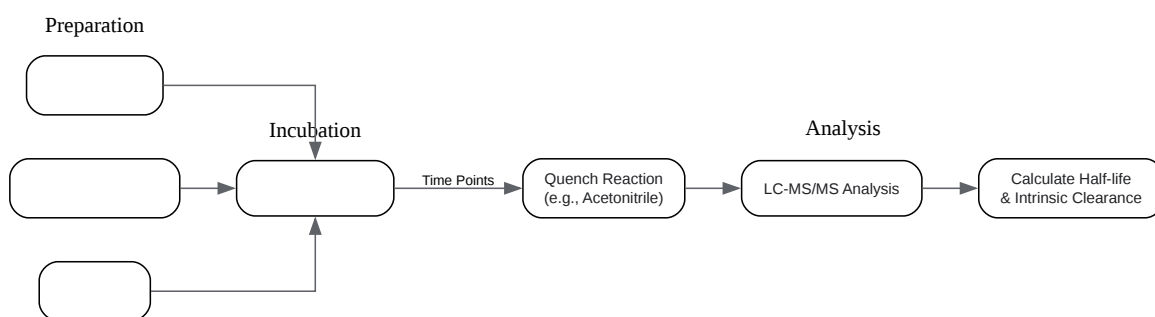 Preparation
Incubation
Time Points
Quench Reaction
(e.g., Acetonitrile)
Analysis
LC-MS/MS Analysis
Calculate Half-life
& Intrinsic Clearance